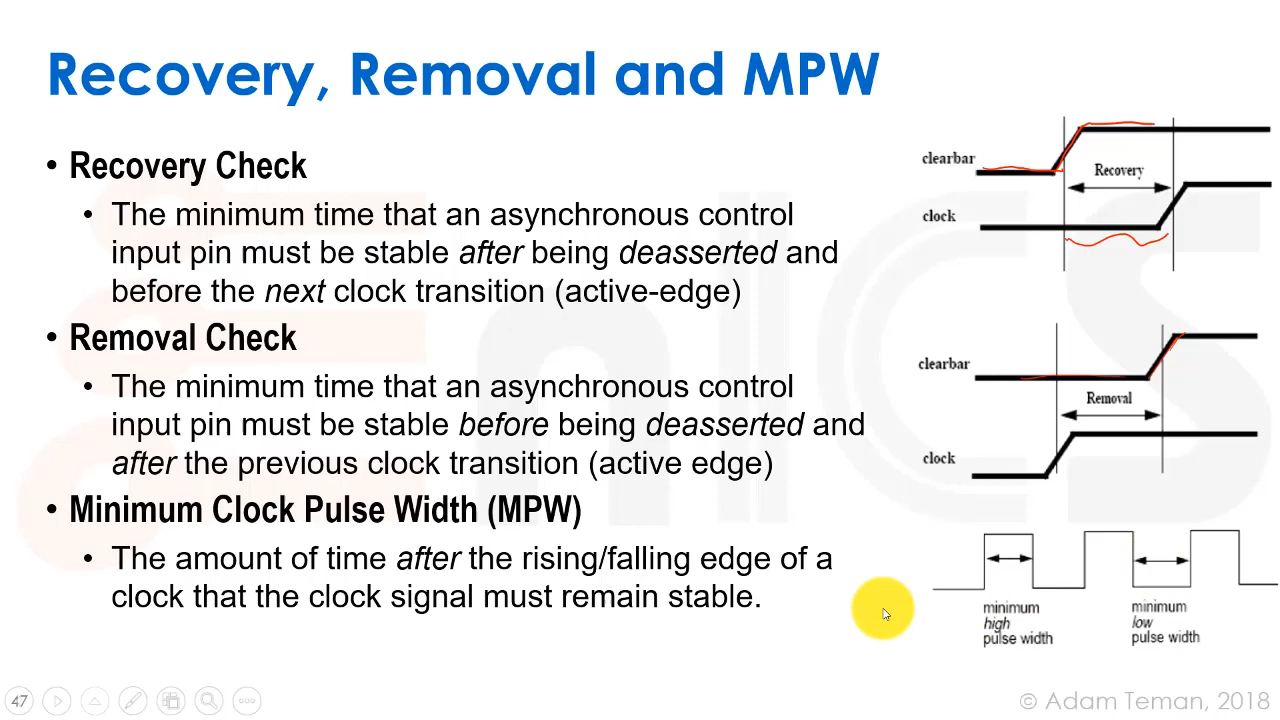 Recovery, Removal and MPW
• Recovery Check
• The minimum time that an asynchronous control
input pin must be stable after being deasserted and
before the next clock transition (active-edge)
• Removal Check
• The minimum time that an asynchronous control
input pin must be stable before being deasserted and
after the previous clock transition (active edge)
• Minimum Clock Pulse Width (MPW)
• The amount of time after the rising/falling edge of a
clock that the clock signal must remain stable.
clearbar
Recovery
clock
clearbar
Removal
clock
minimum
high
pulse width
minimum
low
pulse width
47
© Adam Teman, 2018
enICS